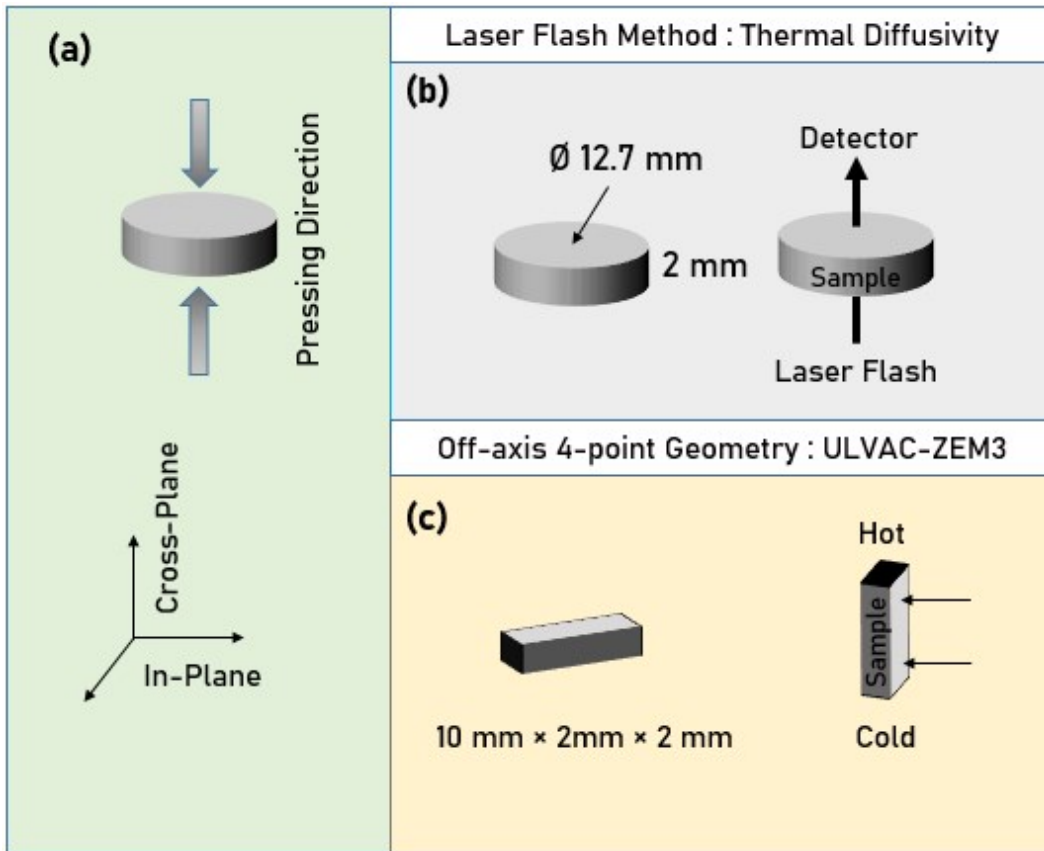 (a)
Pressing Direction
Cross-Plane
In-Plane
Laser Flash Method : Thermal Diffusivity
(b)
Ø 12.7 mm
2 mm
Detector
Sample
Laser Flash
Off-axis 4-point Geometry : ULVAC-ZEM3
(c)
10 mm × 2mm × 2 mm
Hot
Sample
Cold